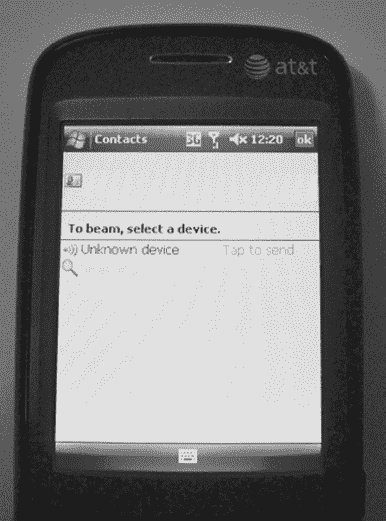 at&t
Contacts 3G 12:20 ok
To beam, select a device.
Unknown device Tap to send